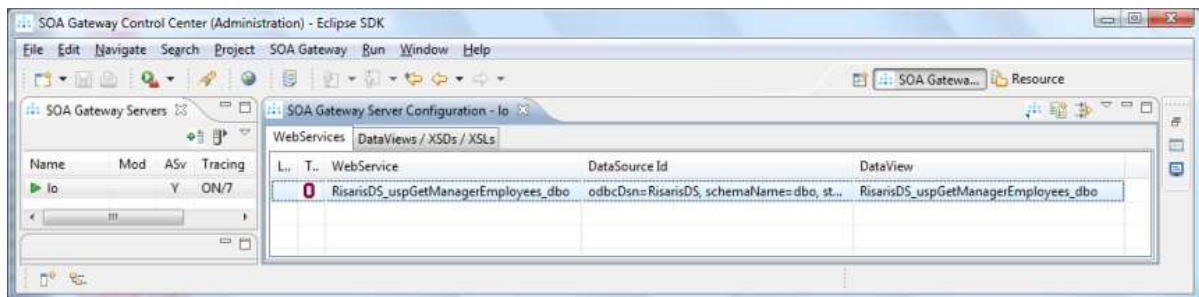 SOA Gateway Control Center (Administration) - Eclipse SDK
File Edit Navigate Search Project SOA Gateway Run Window Help
SOA Gatewa... Resource
SOA Gateway Servers
SOA Gateway Server Configuration - lo
WebServices DataViews / XSDs / XSLs
Name Mod ASv Tracing
L... T... WebService DataSource Id DataView
lo Y ON/7
RisarisDS_uspGetManagerEmployees_dbo odbcDsn=RisarisDS, schemaName=dbo, st... RisarisDS_uspGetManagerEmployees_dbo